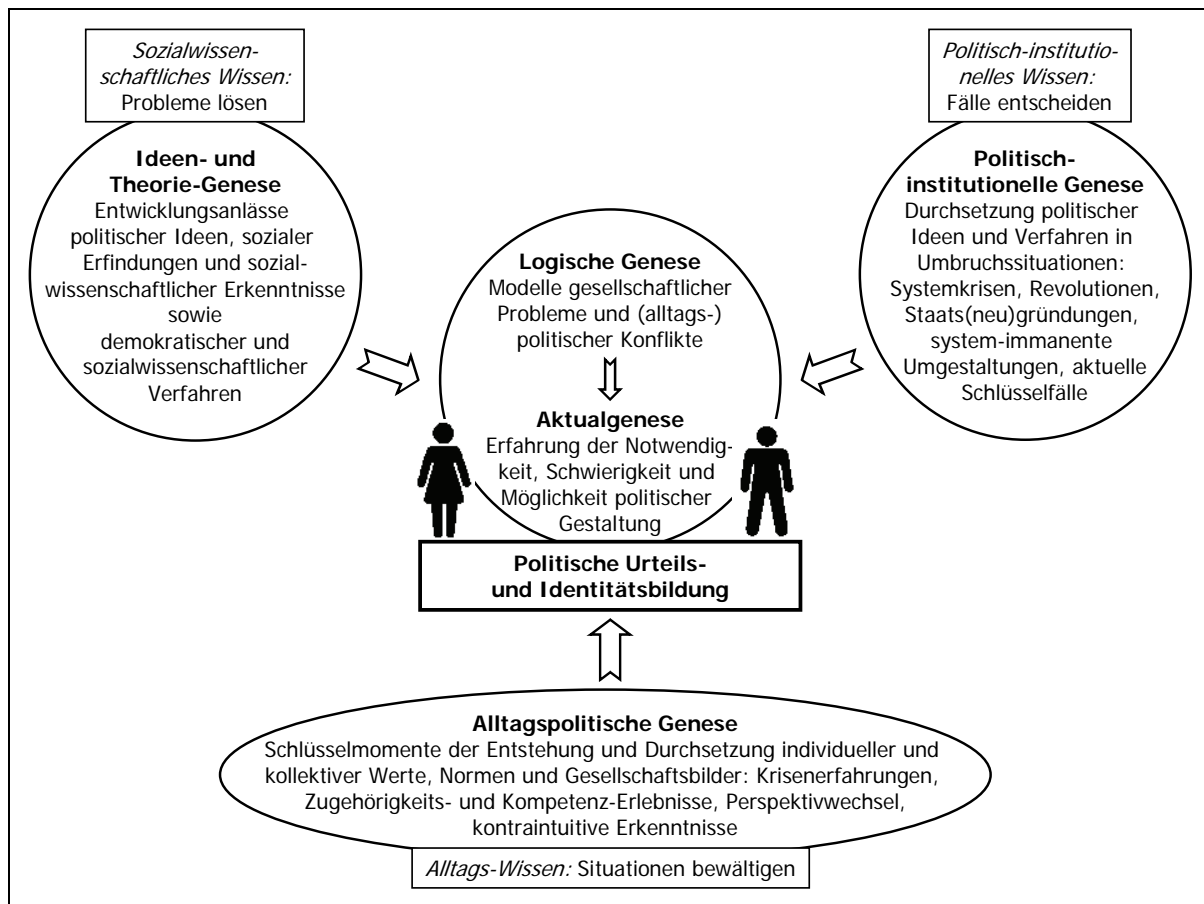 Sozialwissen-
schaftliches Wissen:
Probleme lösen
Ideen- und
Theorie-Genese
Entwicklungsanlässe
politischer Ideen, sozialer
Erfindungen und sozial-
wissenschaftlicher Erkenntnisse
sowie
demokratischer und
sozialwissenschaftlicher
Verfahren
Politisch-institutio-
nelles Wissen:
Fälle entscheiden
Politisch-
institutionelle Genese
Durchsetzung politischer
Ideen und Verfahren in
Umbruchssituationen:
Systemkrisen, Revolutionen,
Staats(neu)gründungen,
system-immanente
Umgestaltungen, aktuelle
Schlüsselfälle
Logische Genese
Modelle gesellschaftlicher
Probleme und (alltags-)
politischer Konflikte
Aktualgenese
Erfahrung der Notwendig-
keit, Schwierigkeit und
Möglichkeit politischer
Gestaltung
Politische Urteils-
und Identitätsbildung
Alltagspolitische Genese
Schlüsselmomente der Entstehung und Durchsetzung individueller und
kollektiver Werte, Normen und Gesellschaftsbilder: Krisenerfahrungen,
Zugehörigkeits- und Kompetenz-Erlebnisse, Perspektivwechsel,
kontraintuitive Erkenntnisse
Alltags-Wissen: Situationen bewältigen